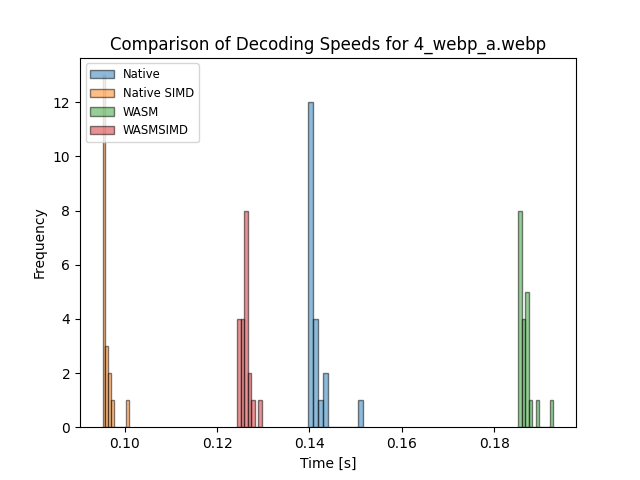 Comparison of Decoding Speeds for 4_webp_a.webp
Native
Native SIMD
WASM
WASMSIMD
12
10
8
6
4
2
0
Frequency
0.10 0.12 0.14 0.16 0.18
Time [s]